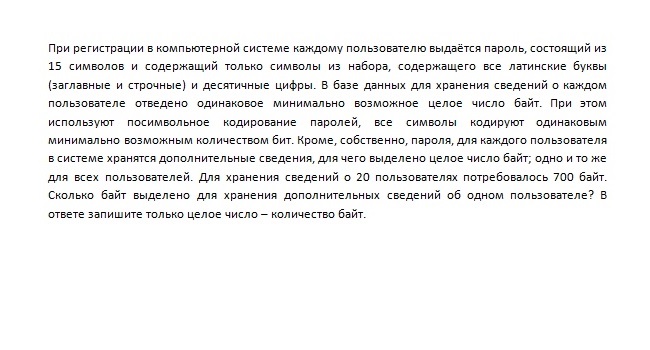 При регистрации в компьютерной системе каждому пользователю выдаётся пароль, состоящий из
15 символов и содержащий только символы из набора, содержащего все латинские буквы
(заглавные и строчные) и десятичные цифры. В базе данных для хранения сведений о каждом
пользователе отведено одинаковое минимально возможное целое число байт. При этом
используют посимвольное кодирование паролей, все символы кодируют одинаковым
минимально возможным количеством бит. Кроме, собственно, пароля, для каждого пользователя
в системе хранятся дополнительные сведения, для чего выделено целое число байт; одно и то же
для всех пользователей. Для хранения сведений о 20 пользователях потребовалось 700 байт.
Сколько байт выделено для хранения дополнительных сведений об одном пользователе? В
ответе запишите только целое число – количество байт.